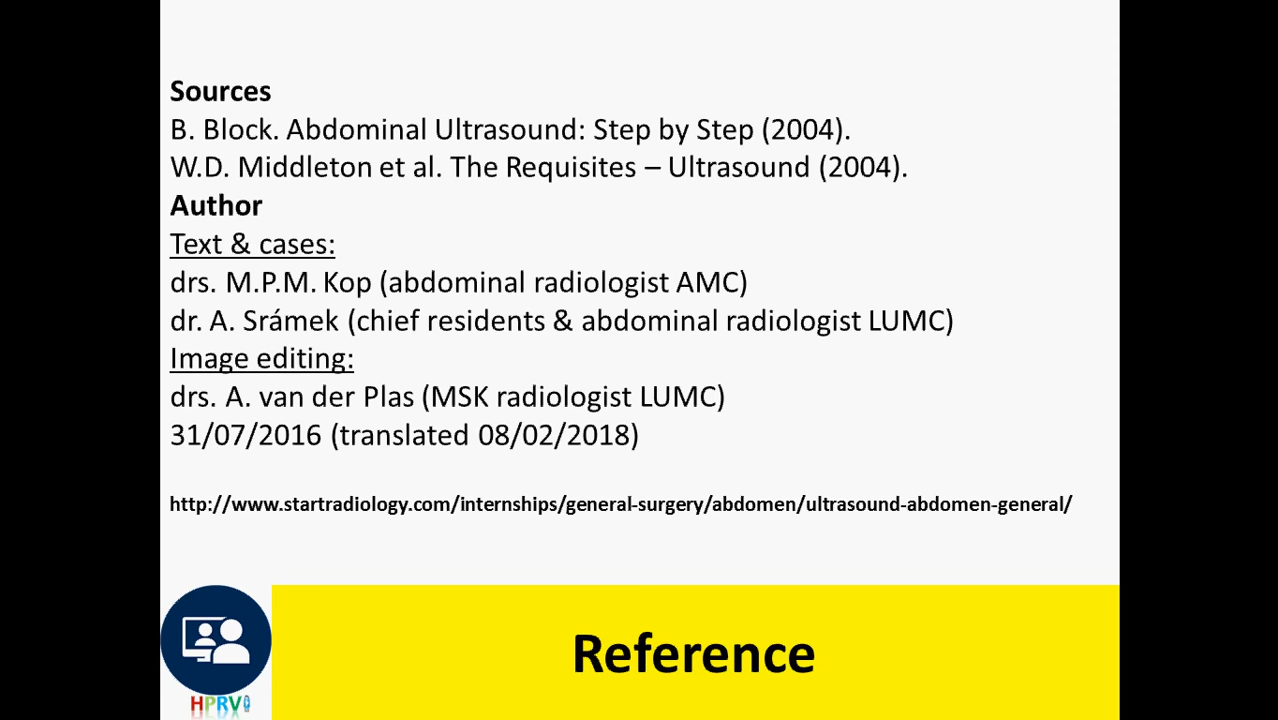 Sources
B. Block. Abdominal Ultrasound: Step by Step (2004).
W.D. Middleton et al. The Requisites – Ultrasound (2004).
Author
Text & cases:
drs. M.P.M. Kop (abdominal radiologist AMC)
dr. A. Srámek (chief residents & abdominal radiologist LUMC)
Image editing:
drs. A. van der Plas (MSK radiologist LUMC)
31/07/2016 (translated 08/02/2018)
http://www.startradiology.com/internships/general-surgery/abdomen/ultrasound-abdomen-general/
Reference
HPRV